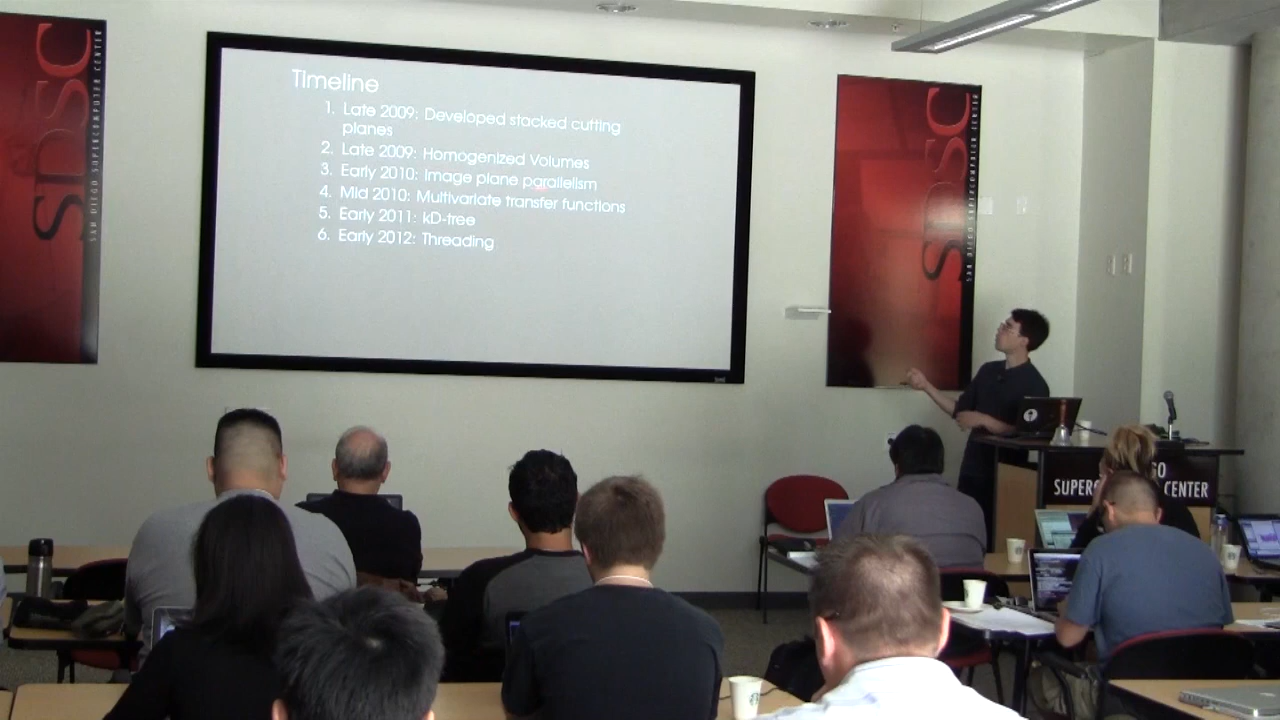 SDSC
SAN DIEGO SUPERCOMPUTER CENTER
Timeline
1. Late 2009: Developed stacked cutting
planes
2. Late 2009: Homogenized Volumes
3. Early 2010: Image plane parallelism
4. Mid 2010: Multivariate transfer functions
5. Early 2011: kD-tree
6. Early 2012: Threading
SDSC
SAN DIEGO SUPERCOMPUTER CENTER
GO
SUPERC CENTER